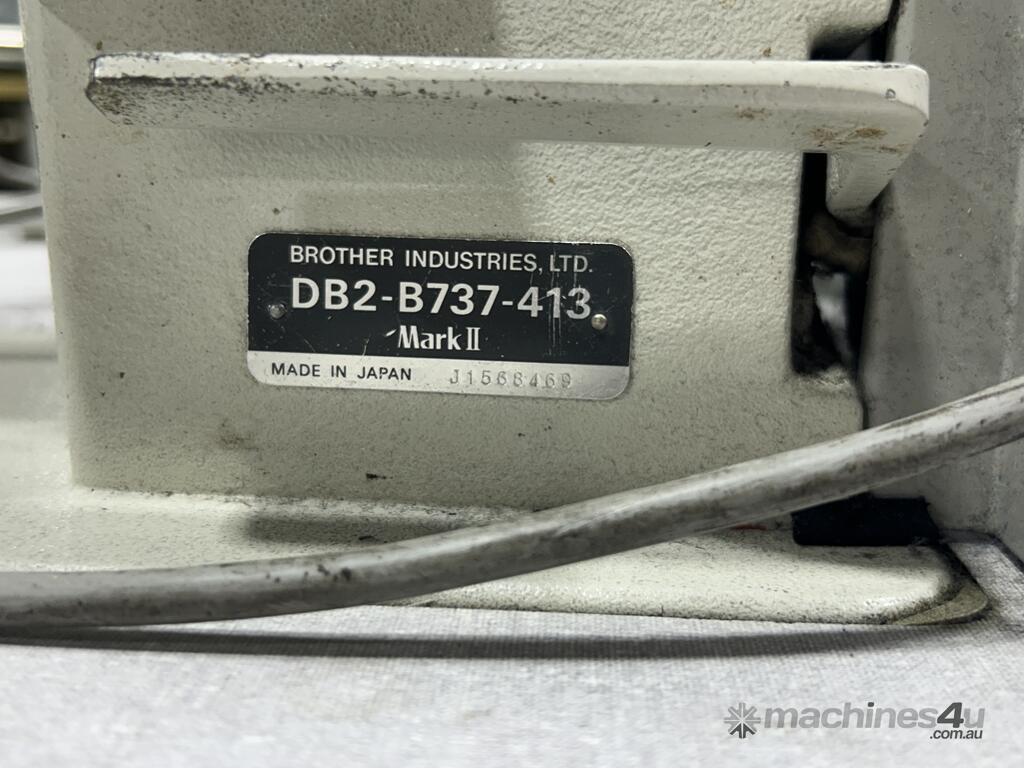 BROTHER INDUSTRIES, LTD.
DB2-B737-413
Mark II
MADE IN JAPAN J1568469
machines4u
.com.au